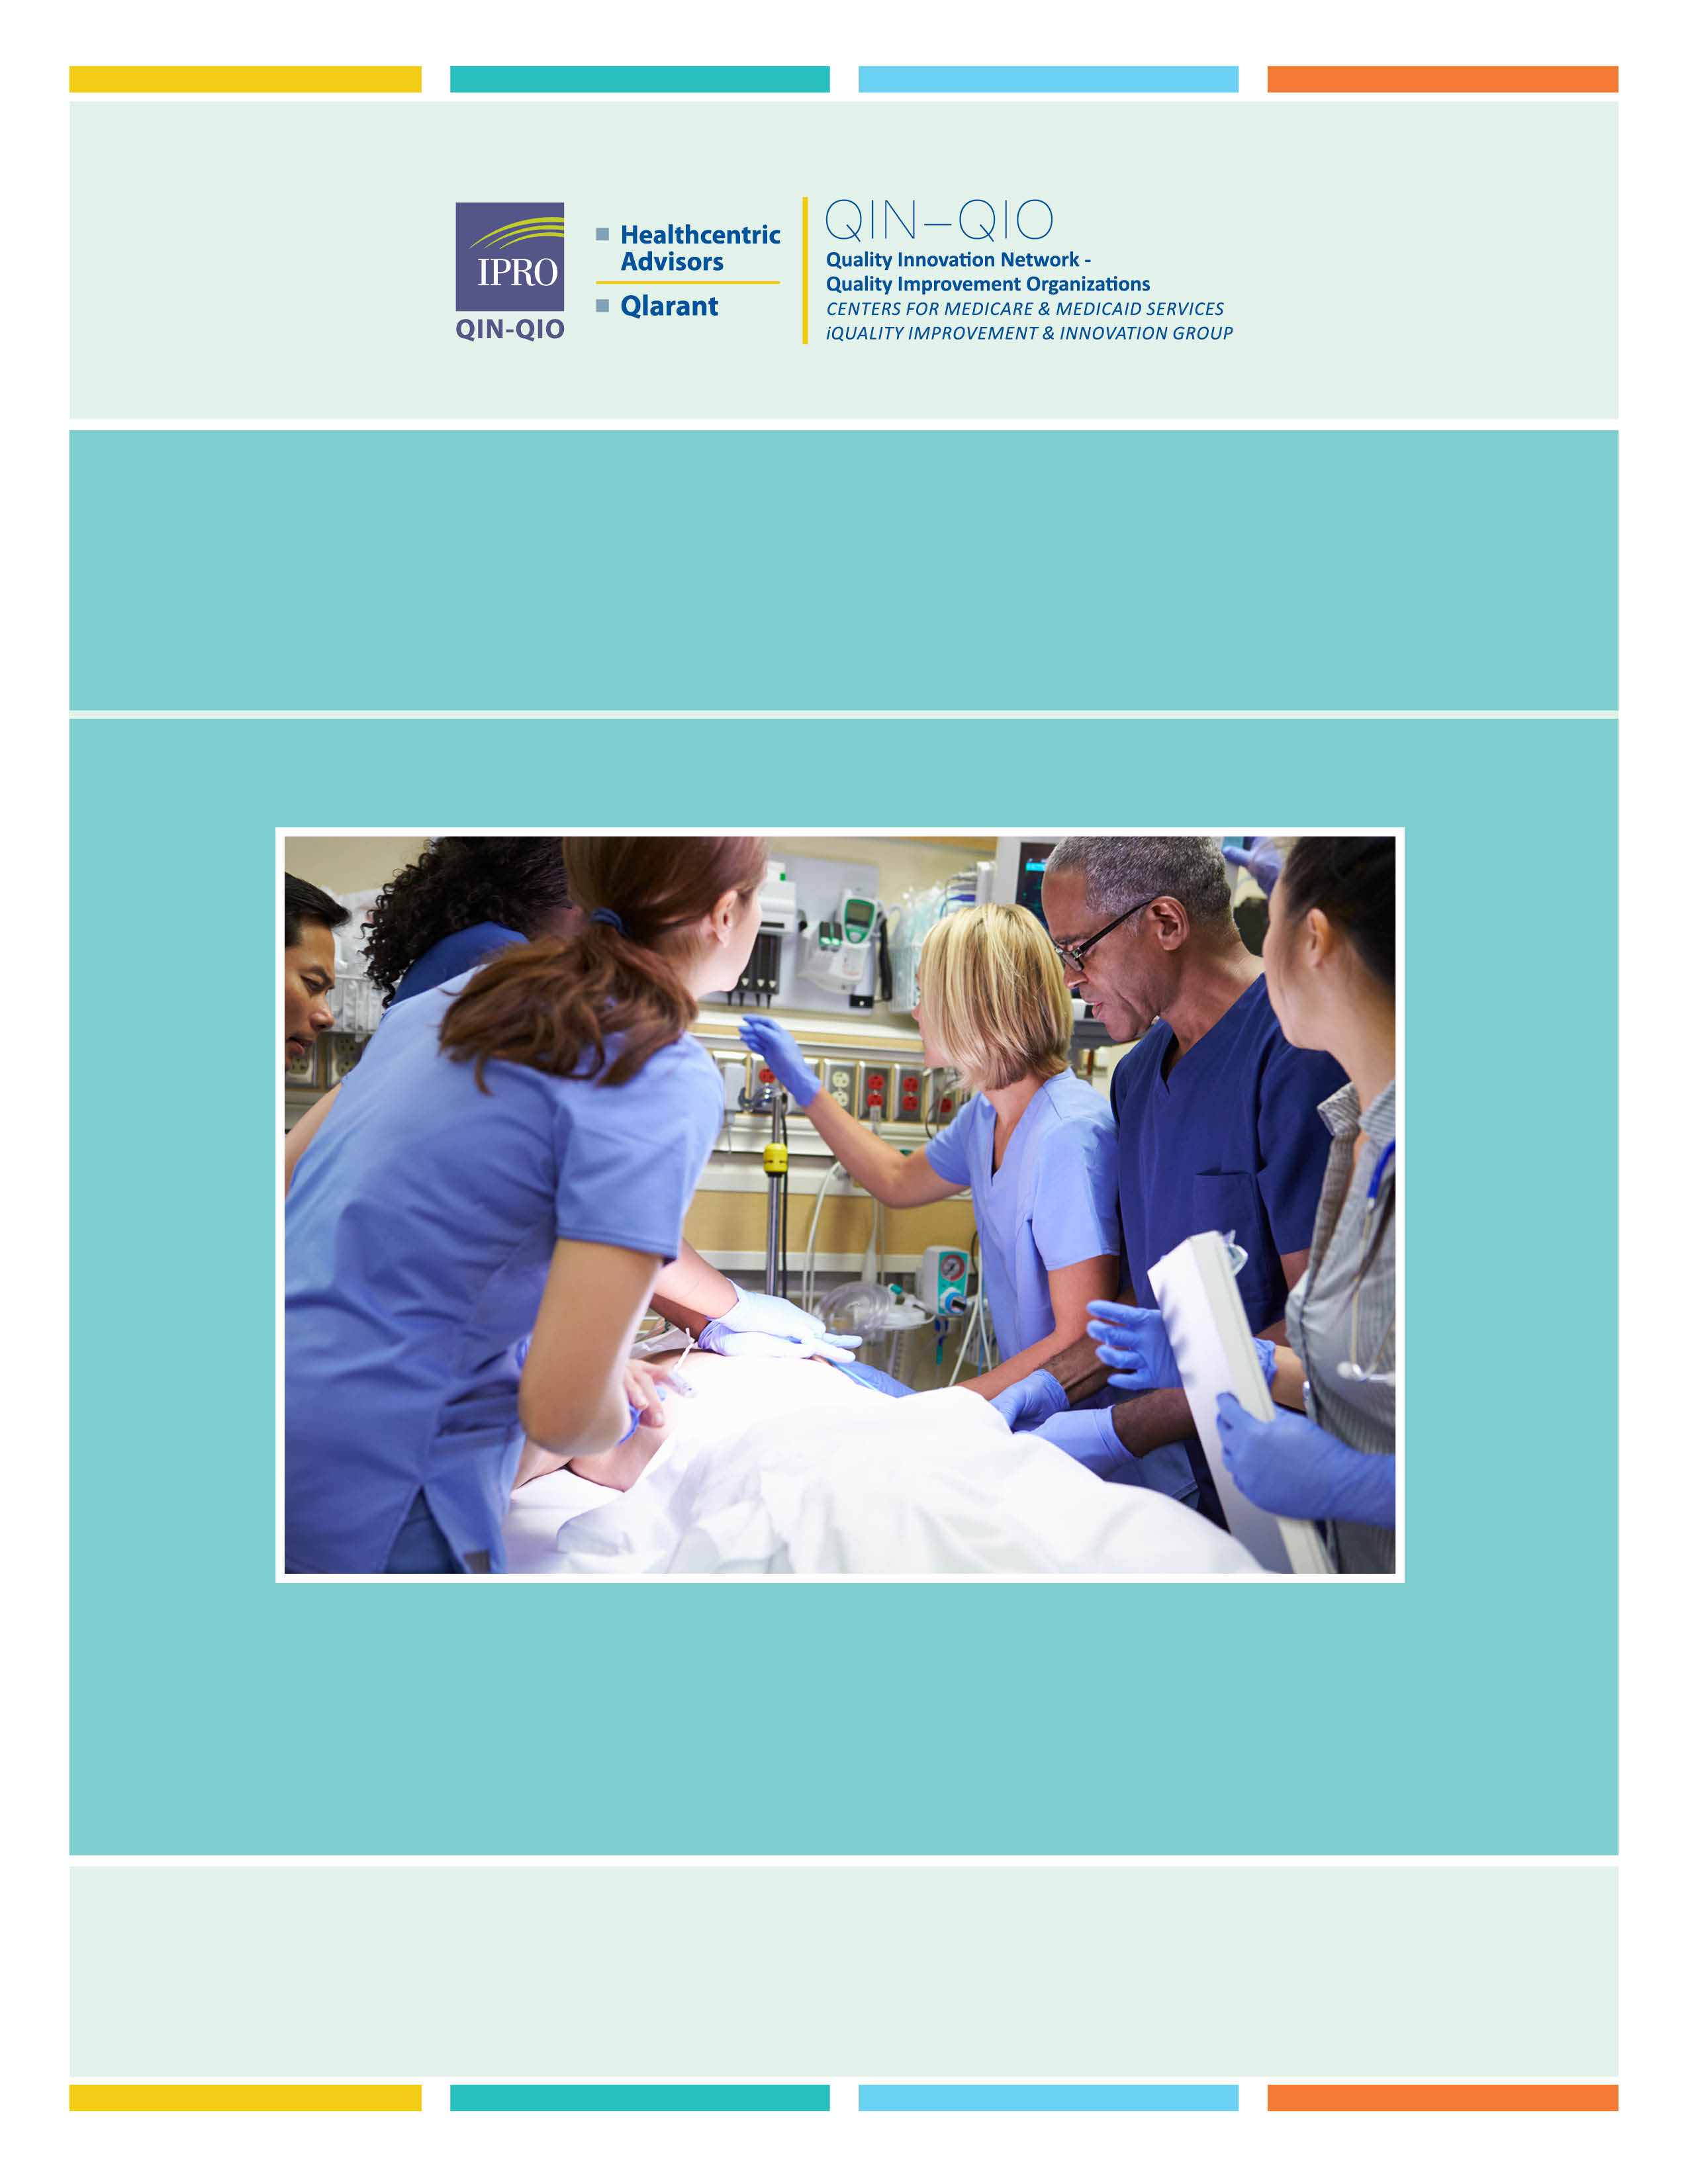 IPRO
QIN-QIO
Healthcentric
Advisors
Qlarant
QIN–QIO
Quality Innovation Network -
Quality Improvement Organizations
CENTERS FOR MEDICARE & MEDICAID SERVICES
iQUALITY IMPROVEMENT & INNOVATION GROUP